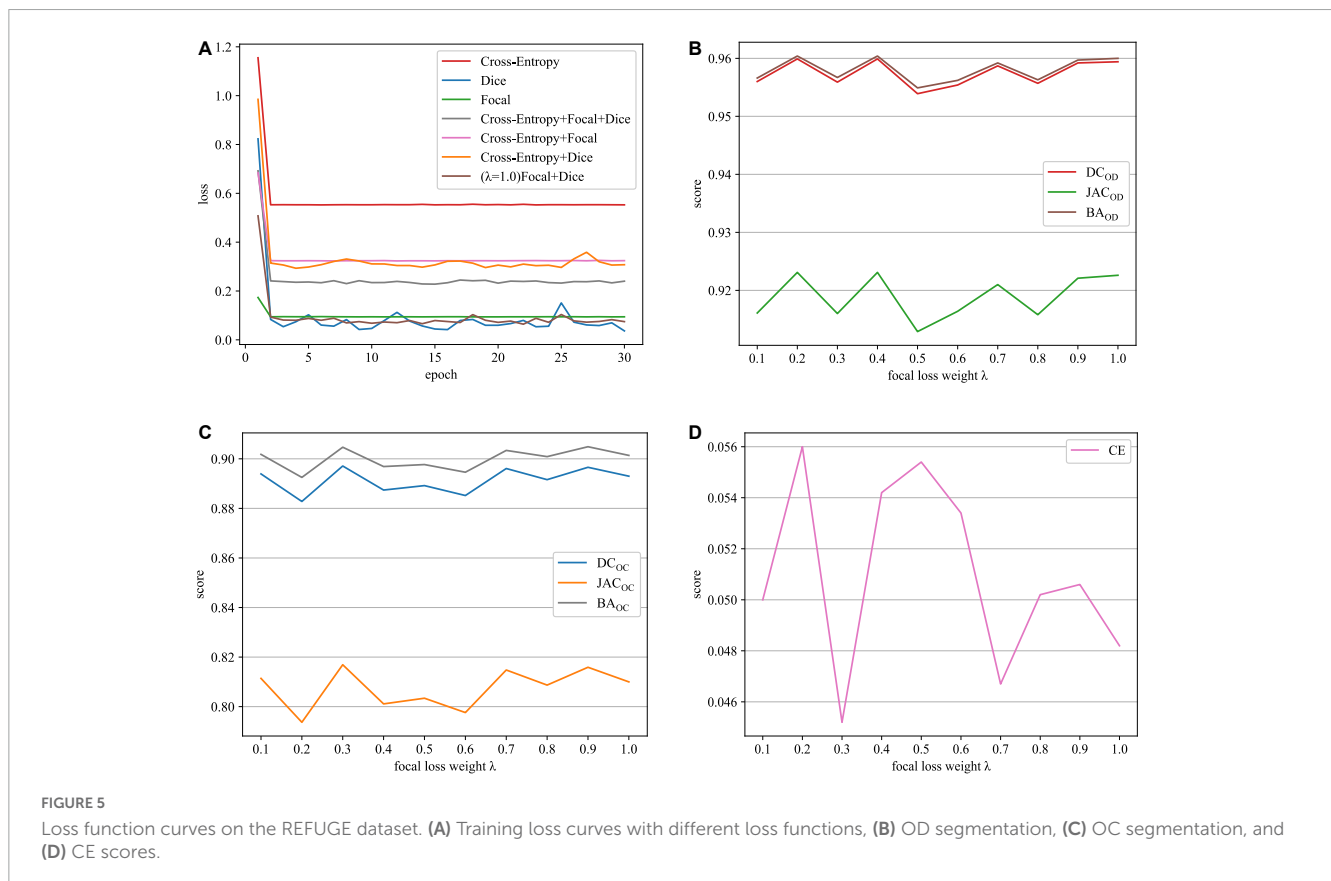 A
1.2
1.0
0.8
0.6
0.4
0.2
0.0
loss
0
5
10
15
20
25
30
epoch
Cross-Entropy
Dice
Focal
Cross-Entropy+Focal+Dice
Cross-Entropy+Focal
Cross-Entropy+Dice
(λ=1.0)Focal+Dice
B
0.96
0.95
0.94
0.93
0.92
score
0.1
0.2
0.3
0.4
0.5
0.6
0.7
0.8
0.9
1.0
focal loss weight λ
DC_OD
JAC_OD
BA_OD
C
0.90
0.88
0.86
0.84
0.82
0.80
score
0.1
0.2
0.3
0.4
0.5
0.6
0.7
0.8
0.9
1.0
focal loss weight λ
DC_OC
JAC_OC
BA_OC
D
0.056
0.054
0.052
0.050
0.048
0.046
score
0.1
0.2
0.3
0.4
0.5
0.6
0.7
0.8
0.9
1.0
focal loss weight λ
CE
FIGURE 5
Loss function curves on the REFUGE dataset. (A) Training loss curves with different loss functions, (B) OD segmentation, (C) OC segmentation, and
(D) CE scores.